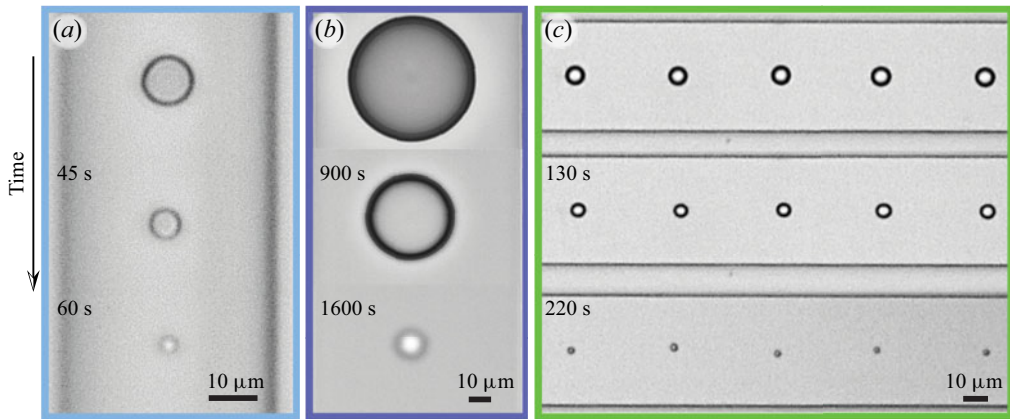 (a)
(b)
(c)
Time
45 s
60 s
10 μm
900 s
1600 s
10 μm
130 s
220 s
10 μm